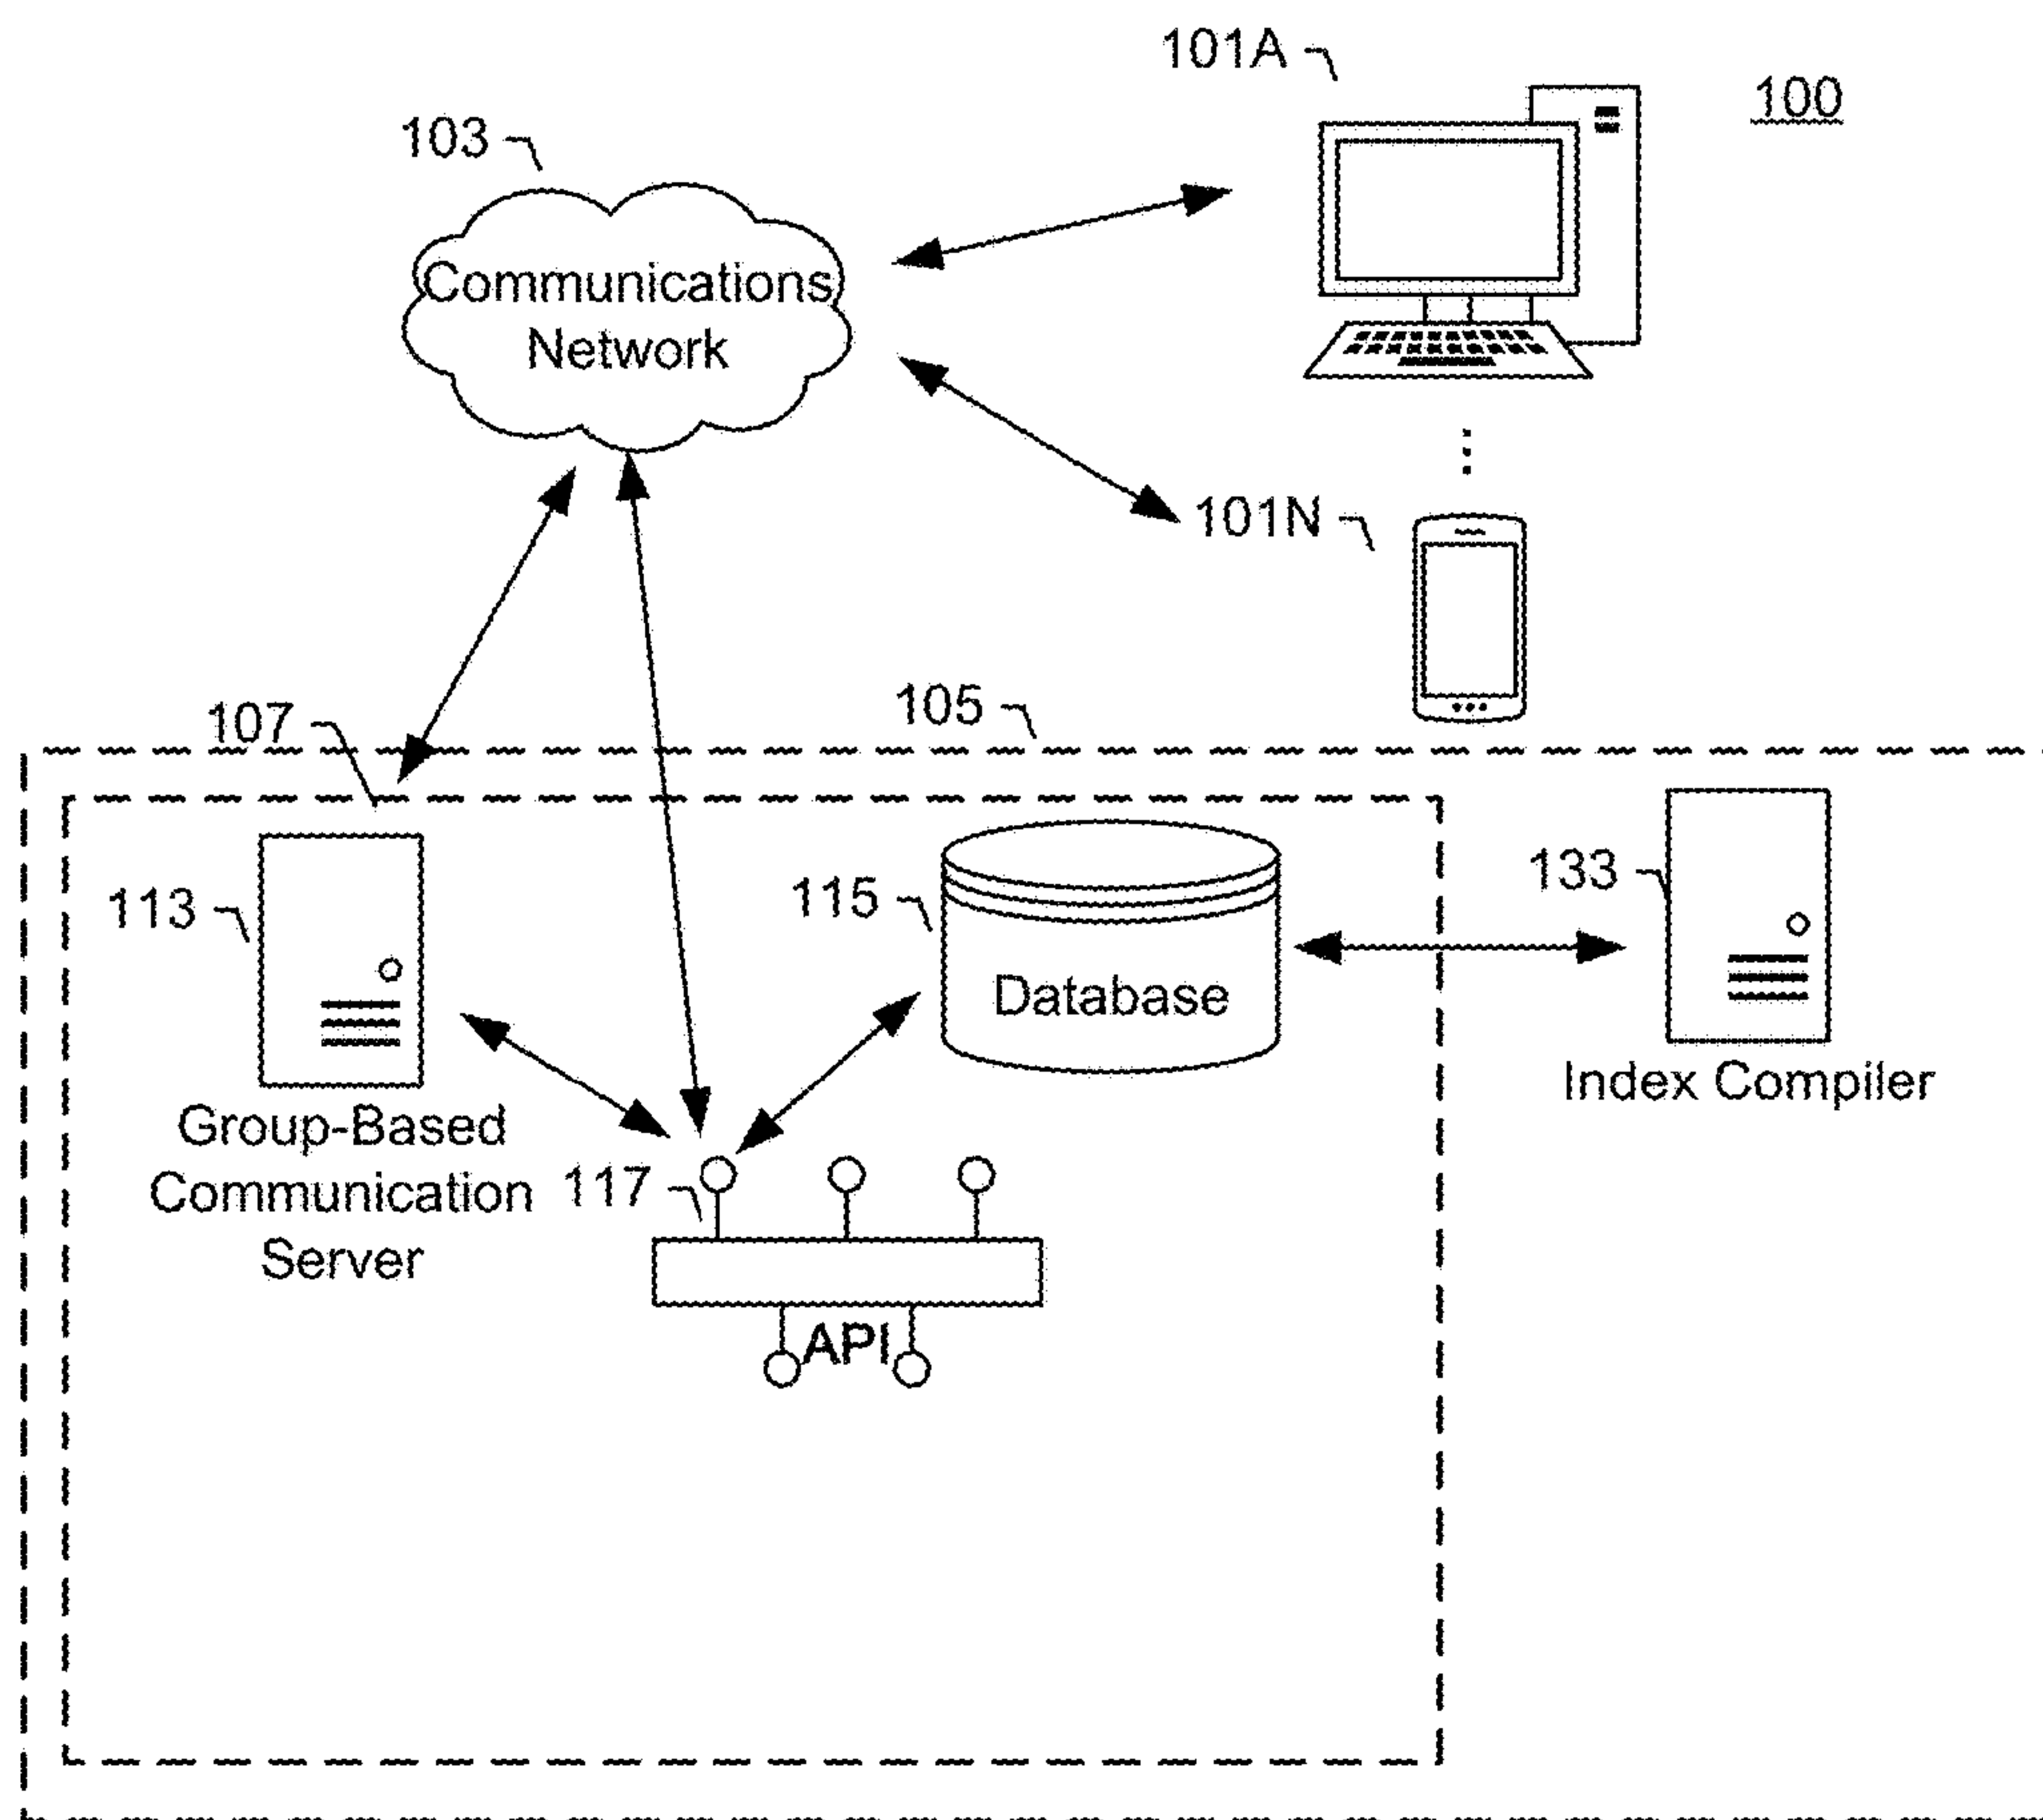 101A
100
103
Communications
Network
101N
107
105
113
115
133
Database
Index Compiler
Group-Based
Communication
Server
117
API